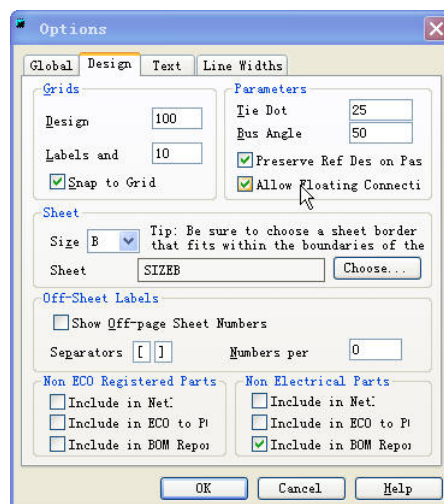 Options
Global Design Text Line Widths
Grids
Design 100
Labels and 10
Snap to Grid
Parameters
Tie Dot 25
Bus Angle 50
Preserve Ref Des on Pas
Allow Floating Connecti
Sheet
Size B
Tip: Be sure to choose a sheet border
that fits within the boundaries of the
Sheet SIZEB Choose...
Off-Sheet Labels
Show Off-page Sheet Numbers
Separators [ ] Numbers per 0
Non ECO Registered Parts
Include in Net
Include in ECO to P
Include in BOM Repor
Non Electrical Parts
Include in Net
Include in ECO to P
Include in BOM Repor
OK Cancel Help